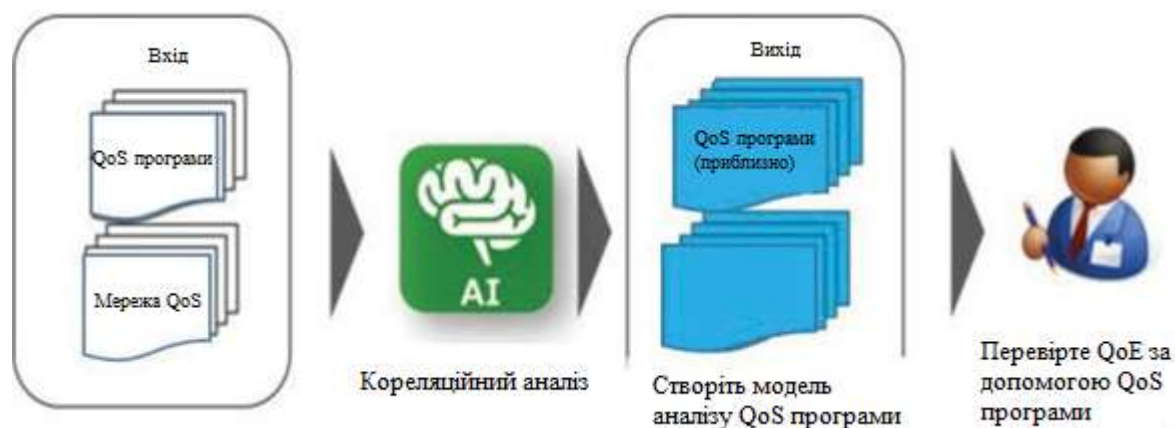 Вхід
QoS програми
Мережа QoS
AI
Кореляційний аналіз
Вихід
QoS програми
(приблизно)
Створіть модель
аналізу QoS програми
Перевірте QoE за
допомогою QoS
програми